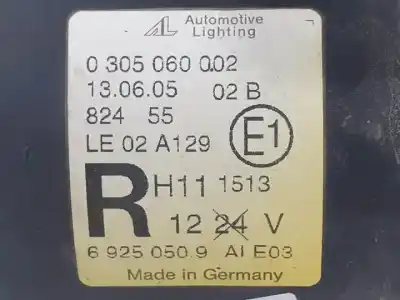 AL Automotive
Lighting
0 305 060 002
13.06.05 02 B
824 55
LE 02 A129 E1
R H11 1513
12 24 V
6 925 050.9 AI E03
Made in Germany